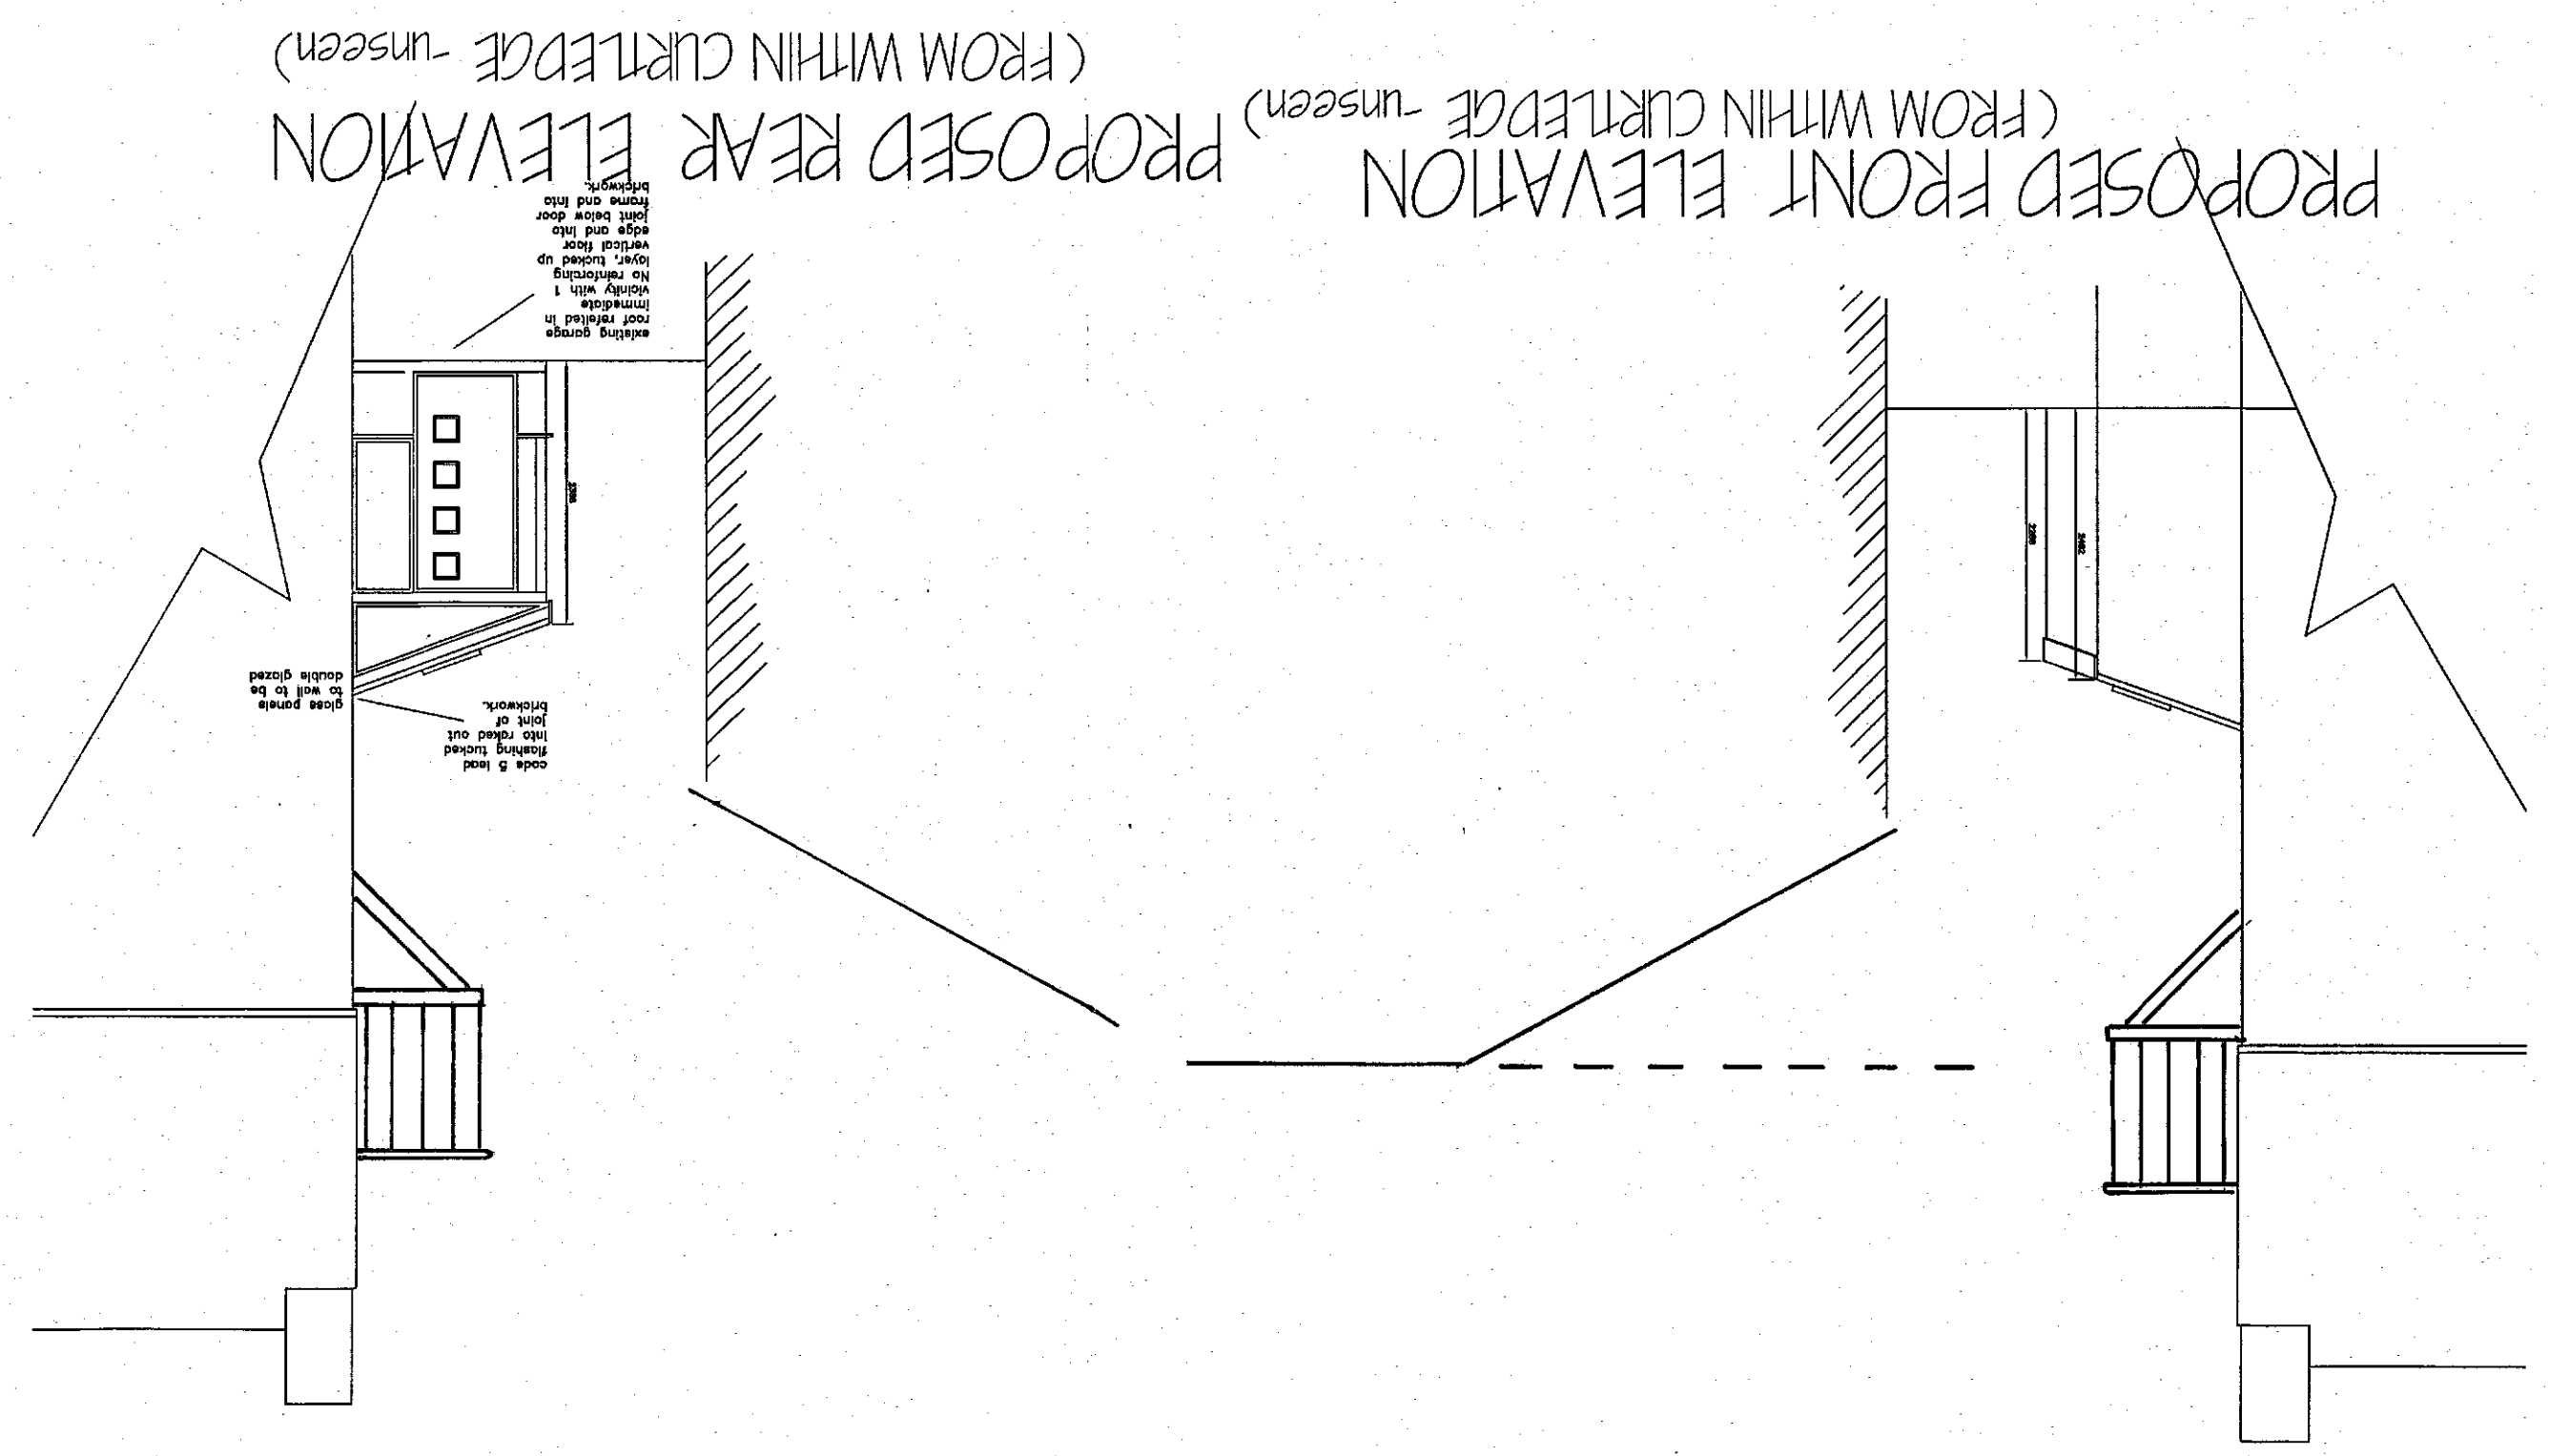 PROPOSED FRONT ELEVATION
(FROM WITHIN CURTLEDGE -unseen)
PROPOSED REAR ELEVATION
(FROM WITHIN CURTLEDGE -unseen)
code 5 lead
flashing tucked
into raked out
joint of
brickwork.
glass panels
to wall to be
double glazed
existing garage
roof refelted in
immediate
vicinity with 1
No reinforcing
layer, tucked up
vertical floor
edge and into
joint below door
frame and into
brickwork.